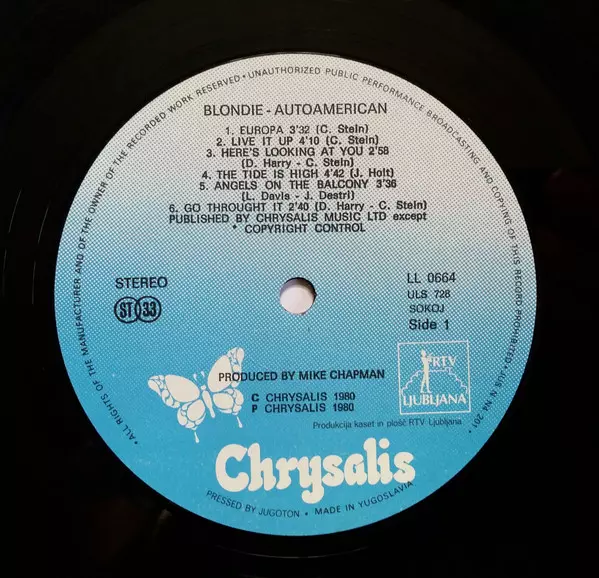 • ALL RIGHTS OF THE MANUFACTURER AND OF THE OWNER OF THE RECORDED WORK RESERVED • UNAUTHORIZED PUBLIC PERFORMANCE BROADCASTING AND COPYING OF THIS RECORD PROHIBITED • JUS N N4 201 •
BLONDIE - AUTOAMERICAN
1. EUROPA 3'32 (C. Stein)
2. LIVE IT UP 4'10 (C. Stein)
3. HERE'S LOOKING AT YOU 2'58
(D. Harry - C. Stein)
4. THE TIDE IS HIGH 4'42 (J. Holt)
5. ANGELS ON THE BALCONY 3'36
(L. Davis - J. Destri)
6. GO THROUGHT IT 2'40 (D. Harry - C. Stein)
PUBLISHED BY CHRYSALIS MUSIC LTD except
* COPYRIGHT CONTROL
STEREO
ST 33
LL 0664
ULS 728
SOKOJ
Side 1
RTV
LJUBLJANA
PRODUCED BY MIKE CHAPMAN
C CHRYSALIS 1980
P CHRYSALIS 1980
Produkcija kaset in plošč RTV Ljubljana
Chrysalis
PRESSED BY JUGOTON • MADE IN YUGOSLAVIA